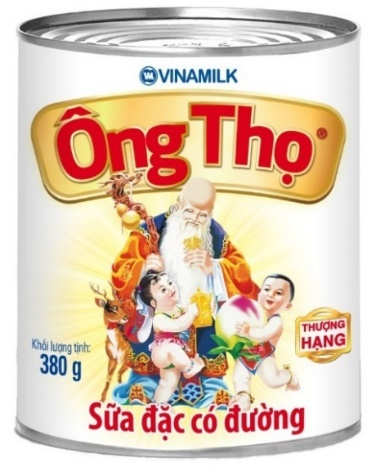 VINAMILK
Ông Thọ®
Khối lượng tịnh:
380 g
THƯỢNG
HẠNG
Sữa đặc có đường